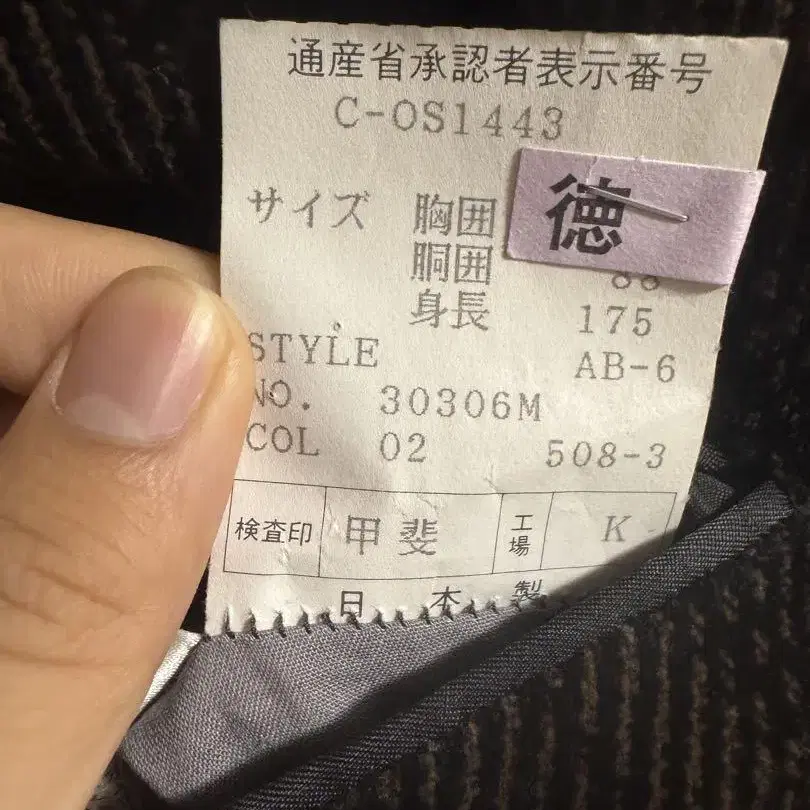 通産省承認者表示番号
C-OS1443
徳
サイズ 胸囲
胴囲 88
身長 175
STYLE AB-6
NO. 30306M
COL 02 508-3
検査印 甲斐 工場 K
日本製